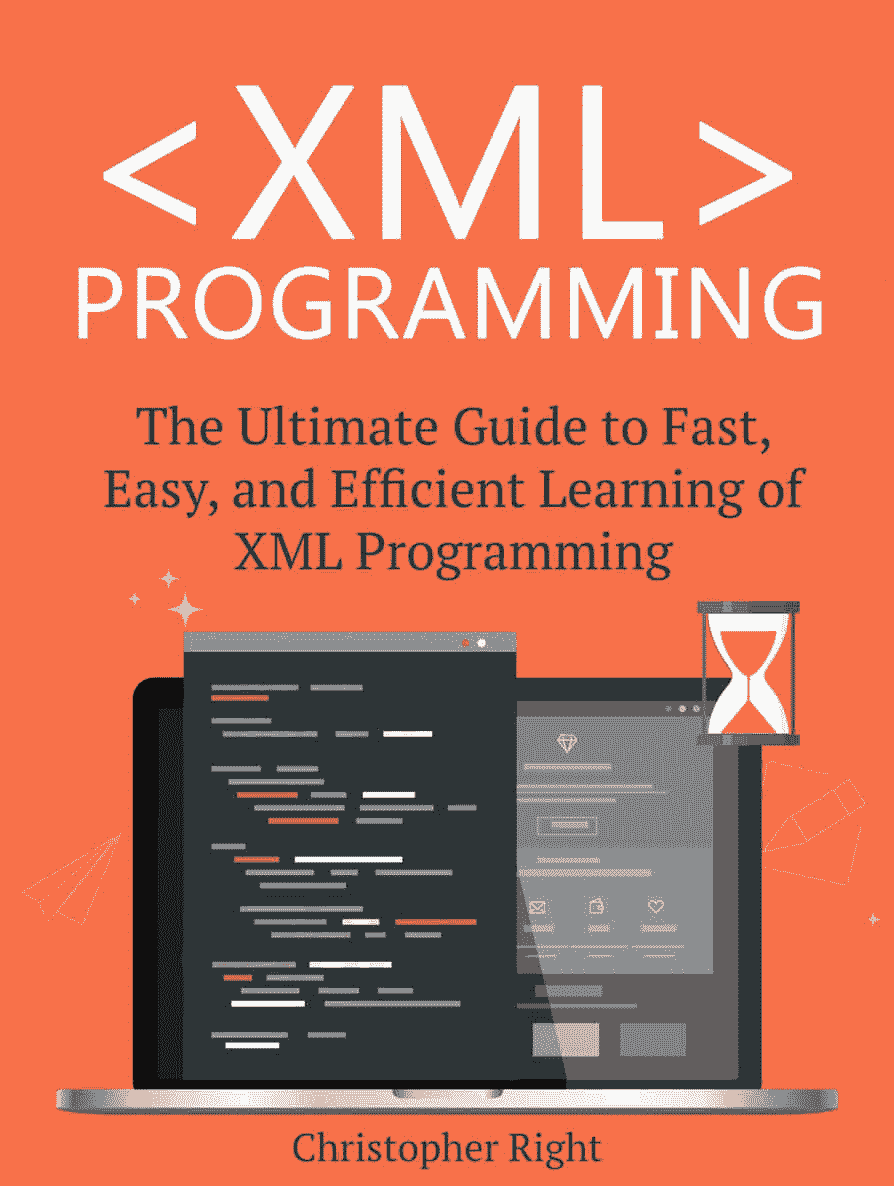 <XML>
PROGRAMMING
The Ultimate Guide to Fast,
Easy, and Efficient Learning of
XML Programming
Christopher Right